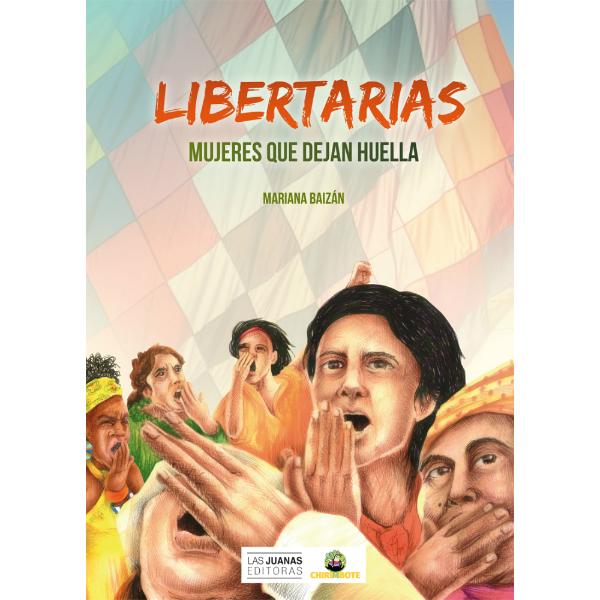 LIBERTARIAS
MUJERES QUE DEJAN HUELLA
MARIANA BAIZÁN
LAS JUANAS
EDITORAS
CHIRIMBOTE